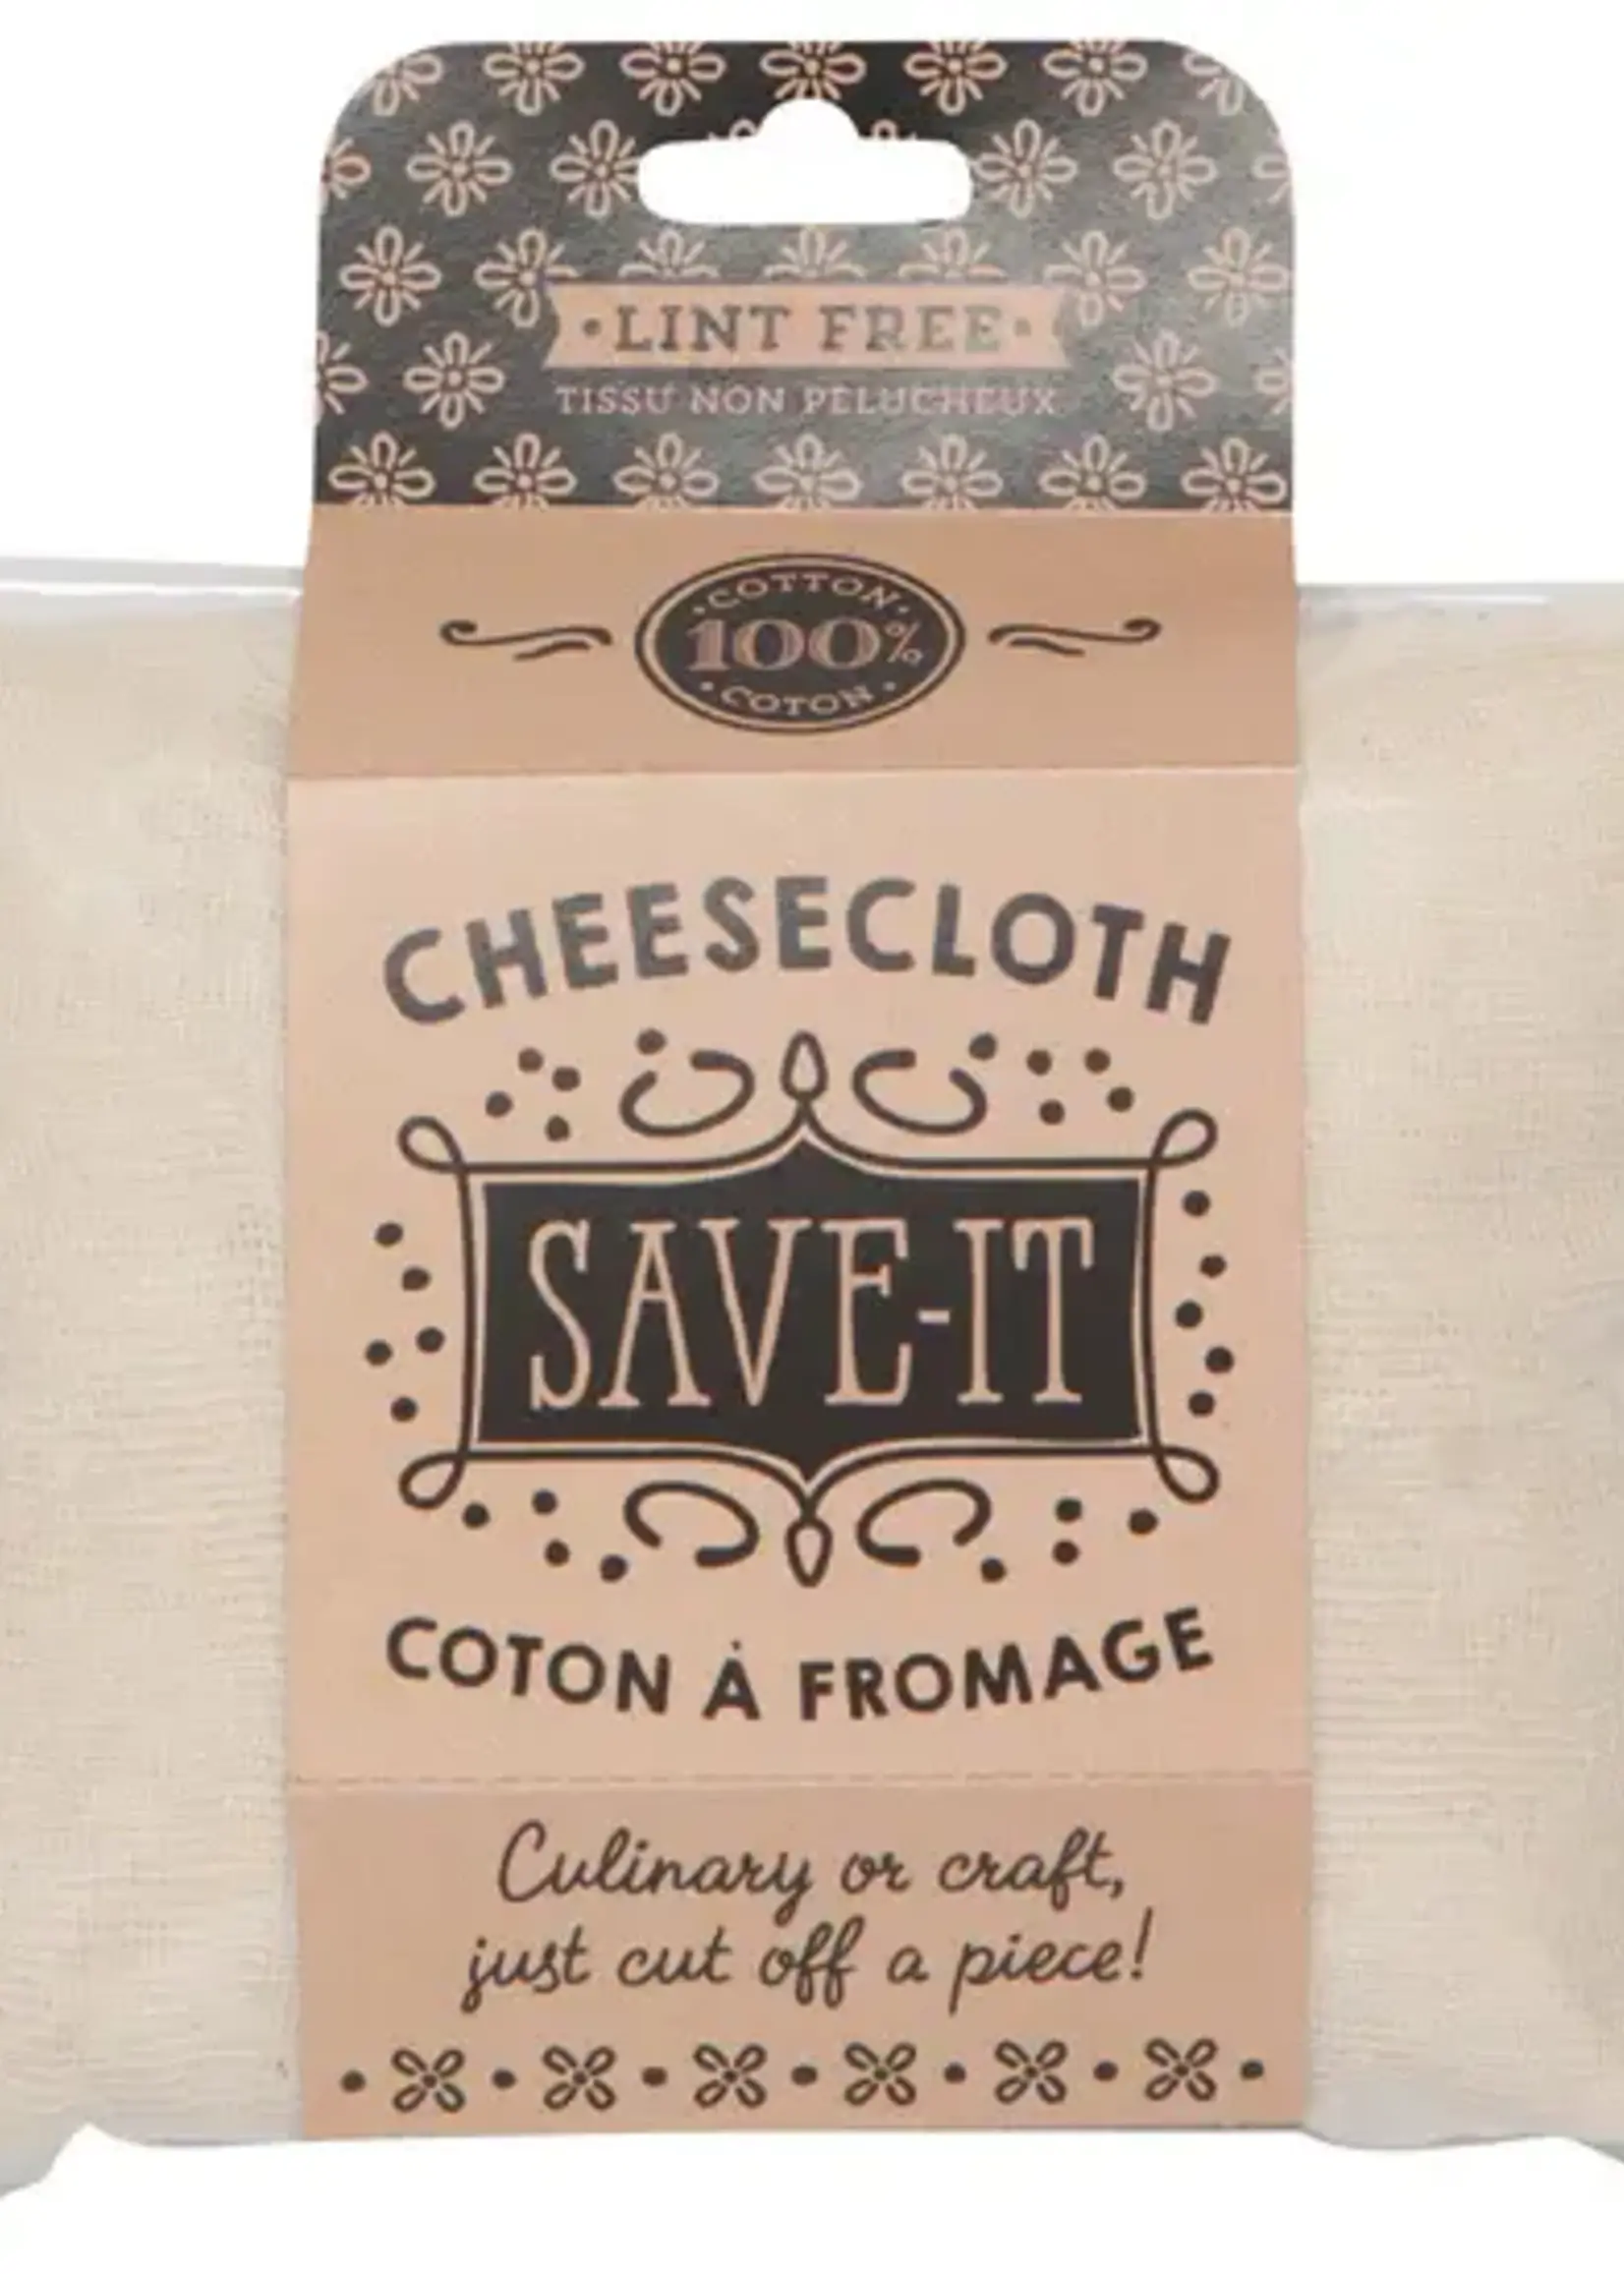 •LINT FREE•
TISSU NON PELUCHEUX
•COTTON•
100%
•COTON•
CHEESECLOTH
SAVE-IT
COTON À FROMAGE
Culinary or craft,
just cut off a piece!